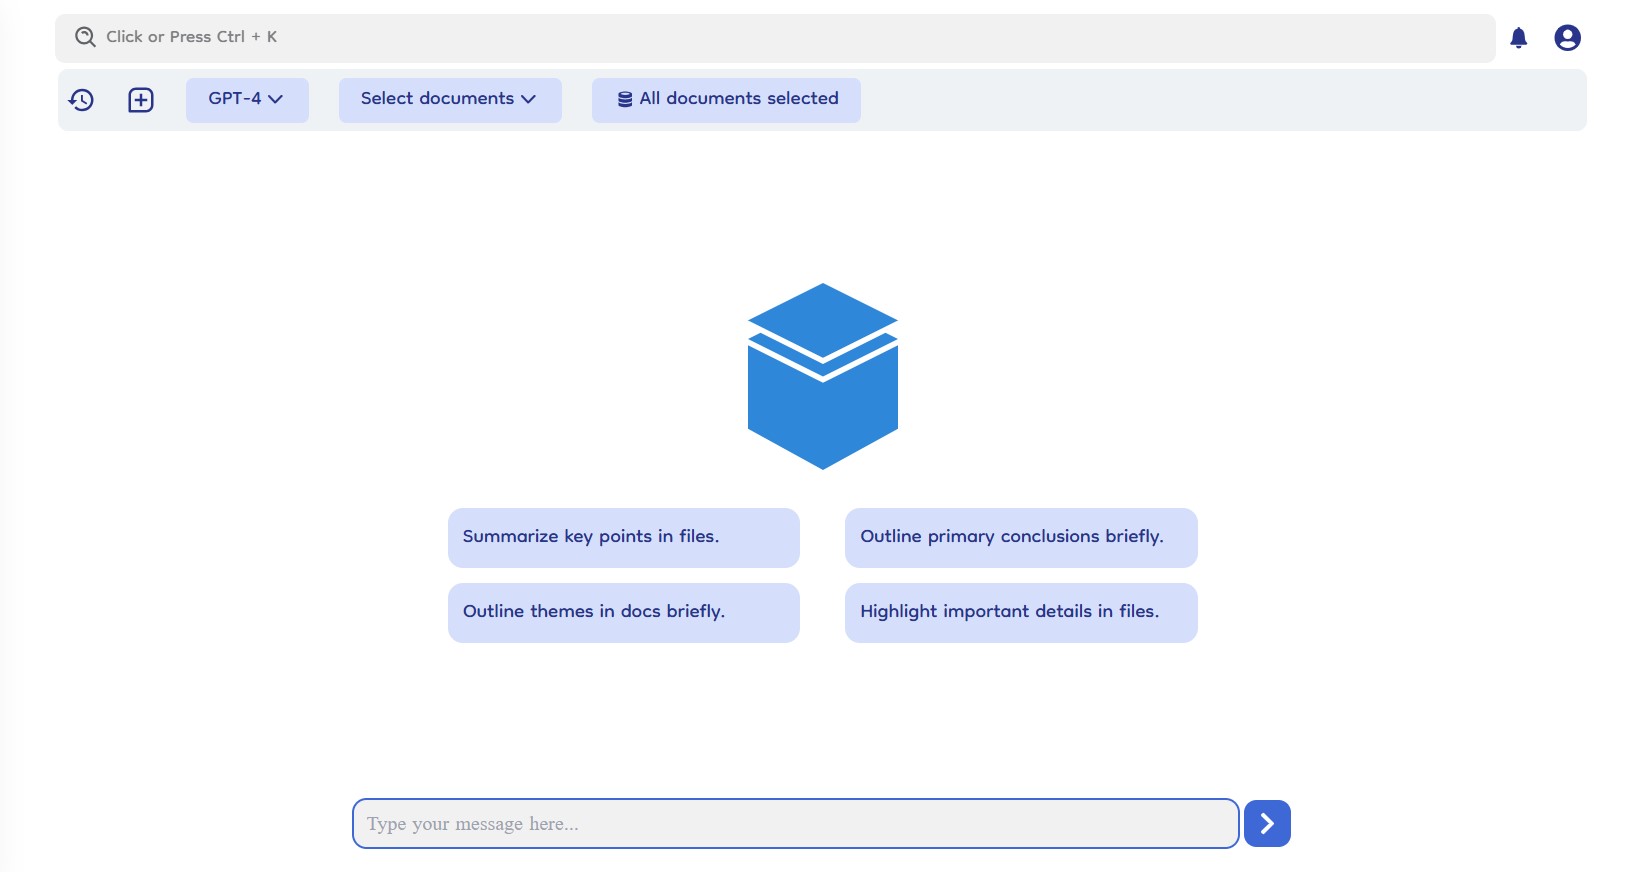 Click or Press Ctrl + K
GPT-4
Select documents
All documents selected
Summarize key points in files.
Outline primary conclusions briefly.
Outline themes in docs briefly.
Highlight important details in files.
Type your message here...